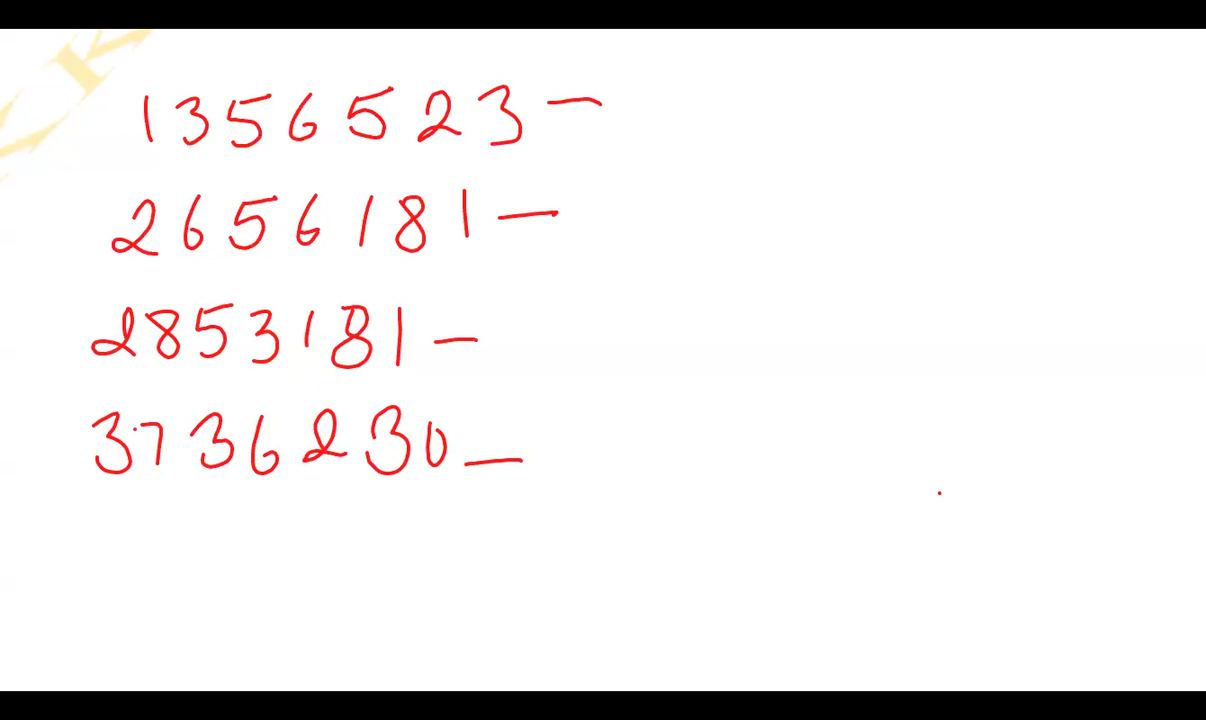 1356523 —
2656181 —
2853181 —
3736230 —